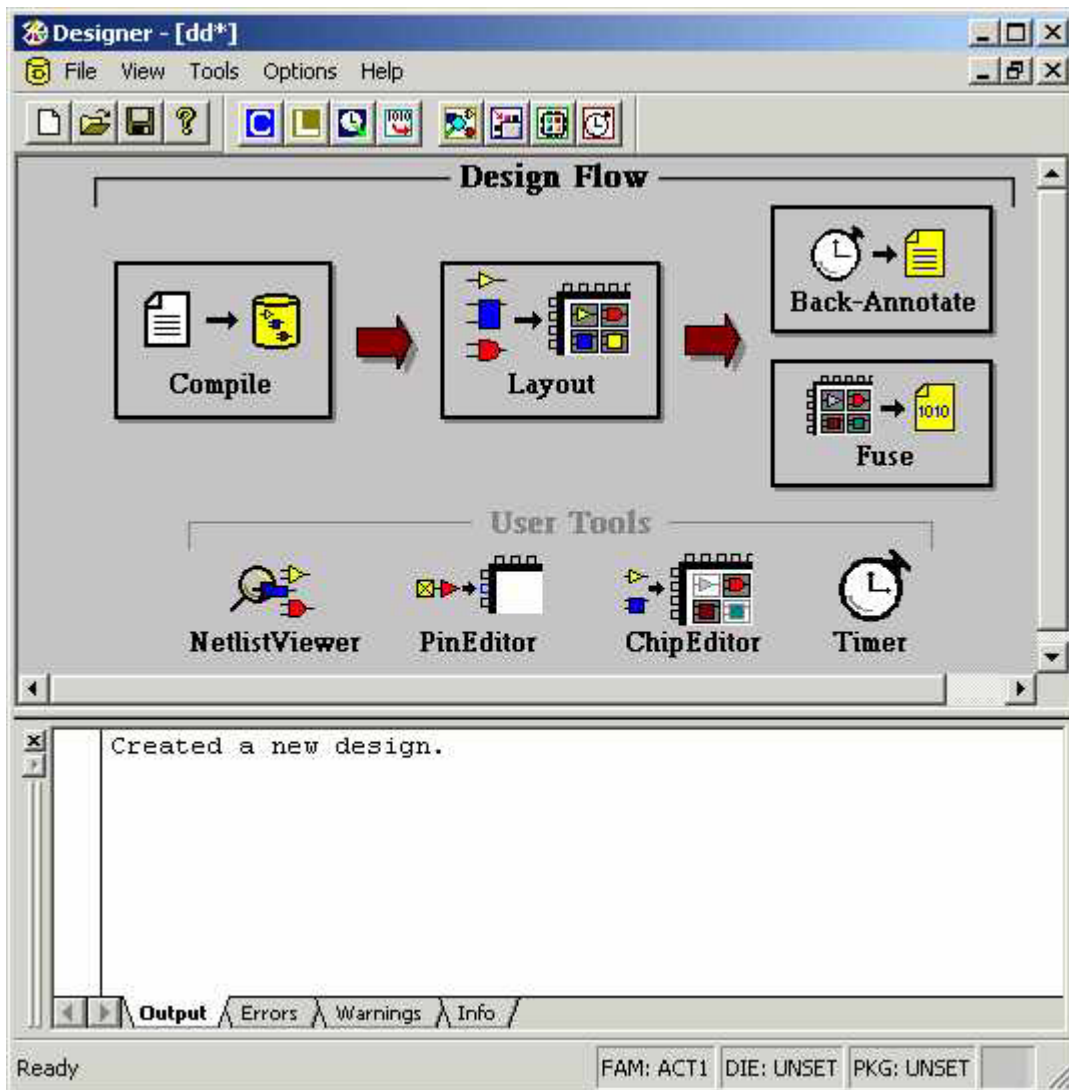 Designer - [dd*]
File View Tools Options Help
C L 1010
Design Flow
Back-Annotate
Compile
Layout
1010
Fuse
User Tools
NetlistViewer PinEditor ChipEditor Timer
Created a new design.
Output Errors Warnings Info
Ready FAM: ACT1 DIE: UNSET PKG: UNSET